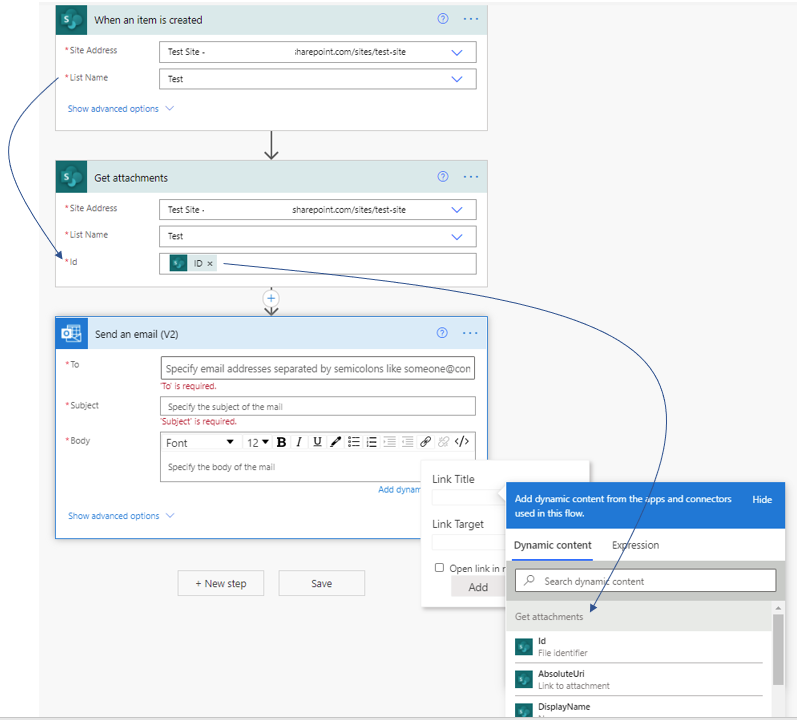 When an item is created
* Site Address
Test Site - sharepoint.com/sites/test-site
* List Name
Test
Show advanced options
Get attachments
* Site Address
Test Site - sharepoint.com/sites/test-site
* List Name
Test
* Id
ID ×
Send an email (V2)
* To
Specify email addresses separated by semicolons like someone@con
'To' is required.
* Subject
Specify the subject of the mail
'Subject' is required.
* Body
Font 12 B I U </>
Specify the body of the mail
Add dynam
Show advanced options
+ New step
Save
Link Title
Link Target
Open link in n
Add
Add dynamic content from the apps and connectors
used in this flow.
Hide
Dynamic content Expression
Search dynamic content
Get attachments
Id
File identifier
AbsoluteUri
Link to attachment
DisplayName